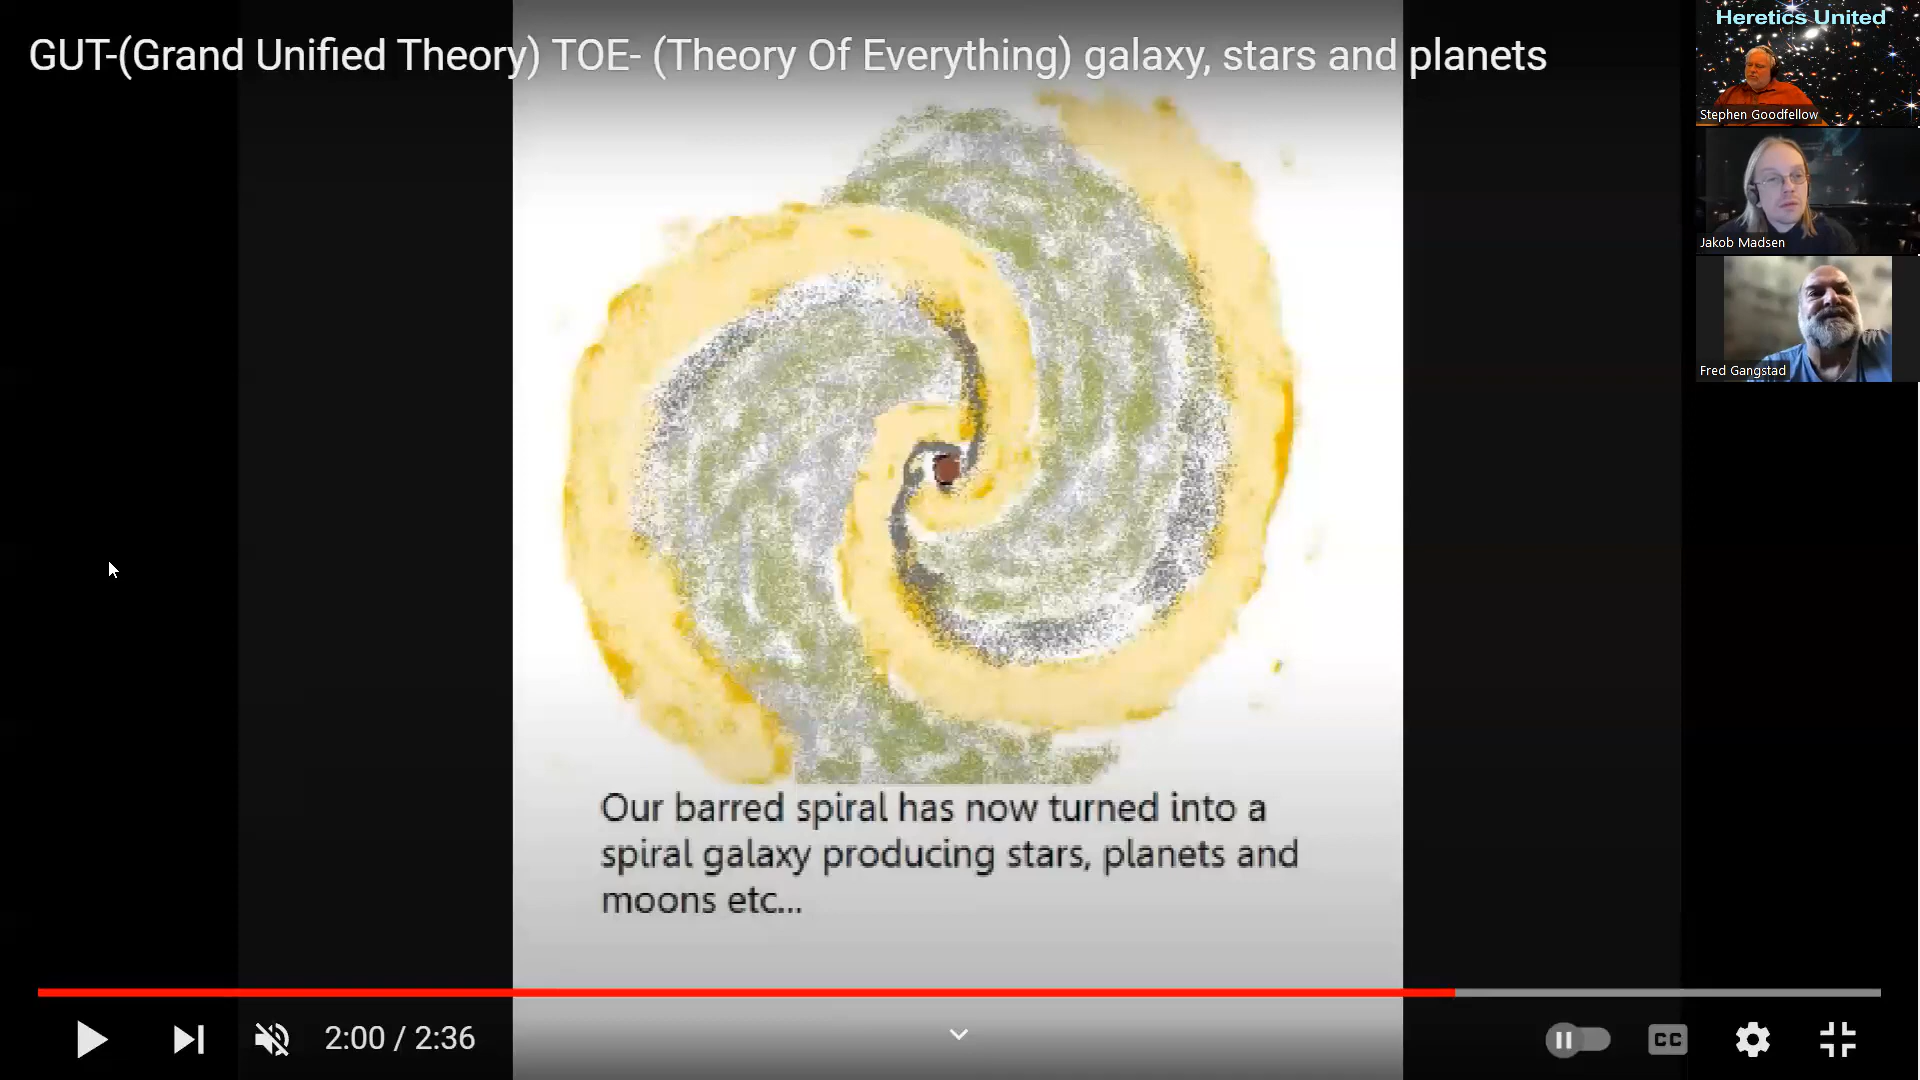 GUT-(Grand Unified Theory) TOE- (Theory Of Everything) galaxy, stars and planets
Heretics United
Stephen Goodfellow
Jakob Madsen
Fred Gangstad
Our barred spiral has now turned into a
spiral galaxy producing stars, planets and
moons etc...
2:00 / 2:36
CC